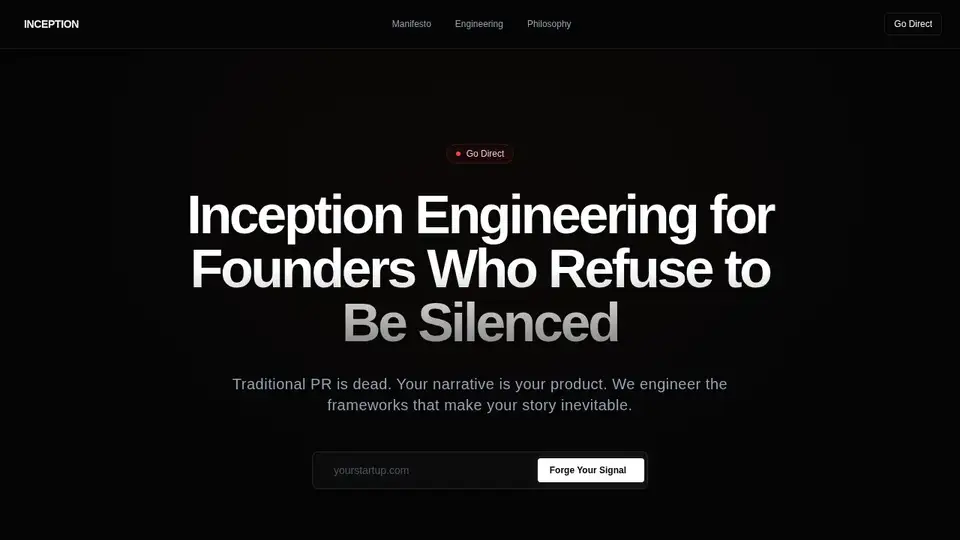 INCEPTION
Manifesto
Engineering
Philosophy
Go Direct
Go Direct
Inception Engineering for
Founders Who Refuse to
Be Silenced
Traditional PR is dead. Your narrative is your product. We engineer the
frameworks that make your story inevitable.
yourstartup.com
Forge Your Signal